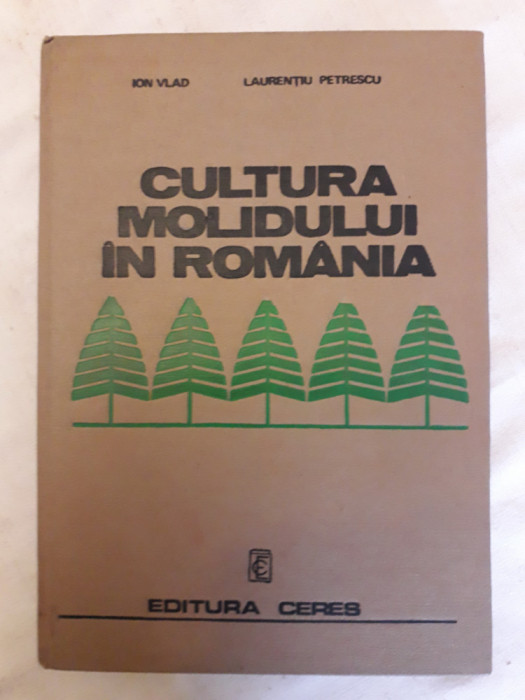 ION VLAD LAURENȚIU PETRESCU
CULTURA
MOLIDULUI
ÎN ROMÂNIA
EDITURA CERES